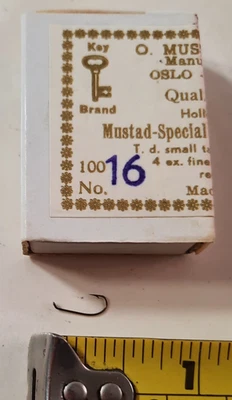 Key
Brand
O. MUS
Manu
OSLO
Qual
Holl
Mustad-Special
T. d. small
4 ex. fine
re
100
No. 16
Mad
1